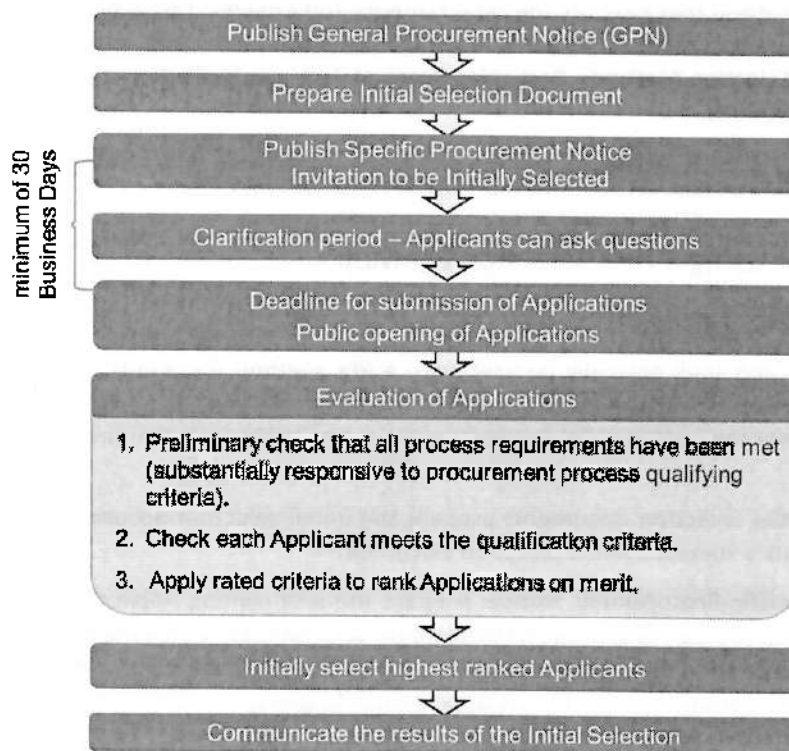 Publish General Procurement Notice (GPN)
Prepare Initial Selection Document
minimum of 30
Business Days
Publish Specific Procurement Notice
Invitation to be Initially Selected
Clarification period – Applicants can ask questions
Deadline for submission of Applications
Public opening of Applications
Evaluation of Applications
1. Preliminary check that all process requirements have been met
(substantially responsive to procurement process qualifying
criteria).
2. Check each Applicant meets the qualification criteria.
3. Apply rated criteria to rank Applications on merit.
Initially select highest ranked Applicants
Communicate the results of the Initial Selection